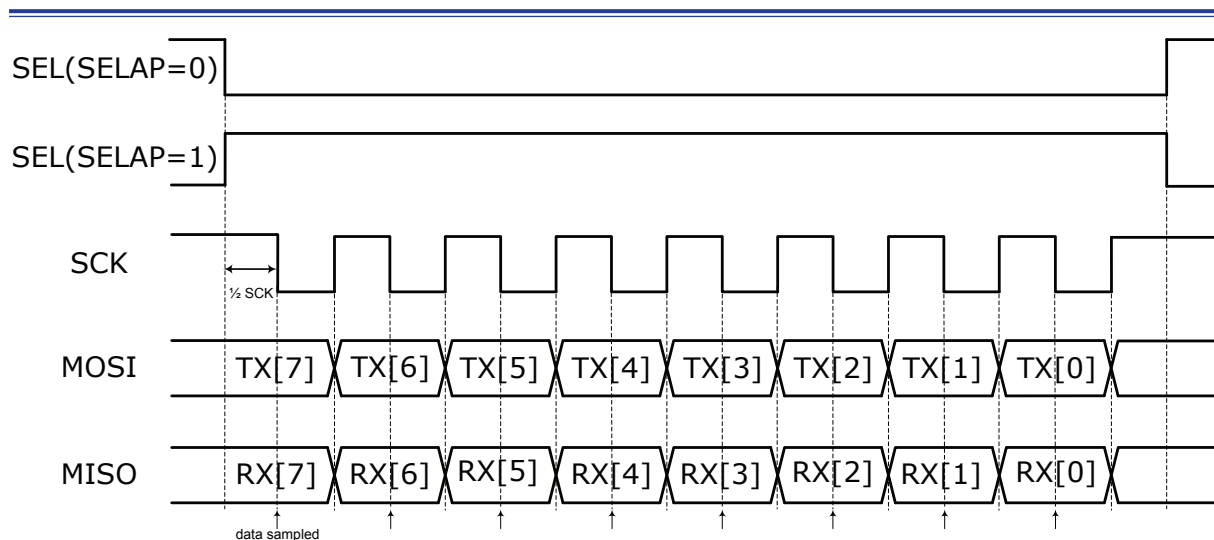 SEL(SELAP=0)
SEL(SELAP=1)
SCK
½ SCK
MOSI TX[7] TX[6] TX[5] TX[4] TX[3] TX[2] TX[1] TX[0]
MISO RX[7] RX[6] RX[5] RX[4] RX[3] RX[2] RX[1] RX[0]
data sampled